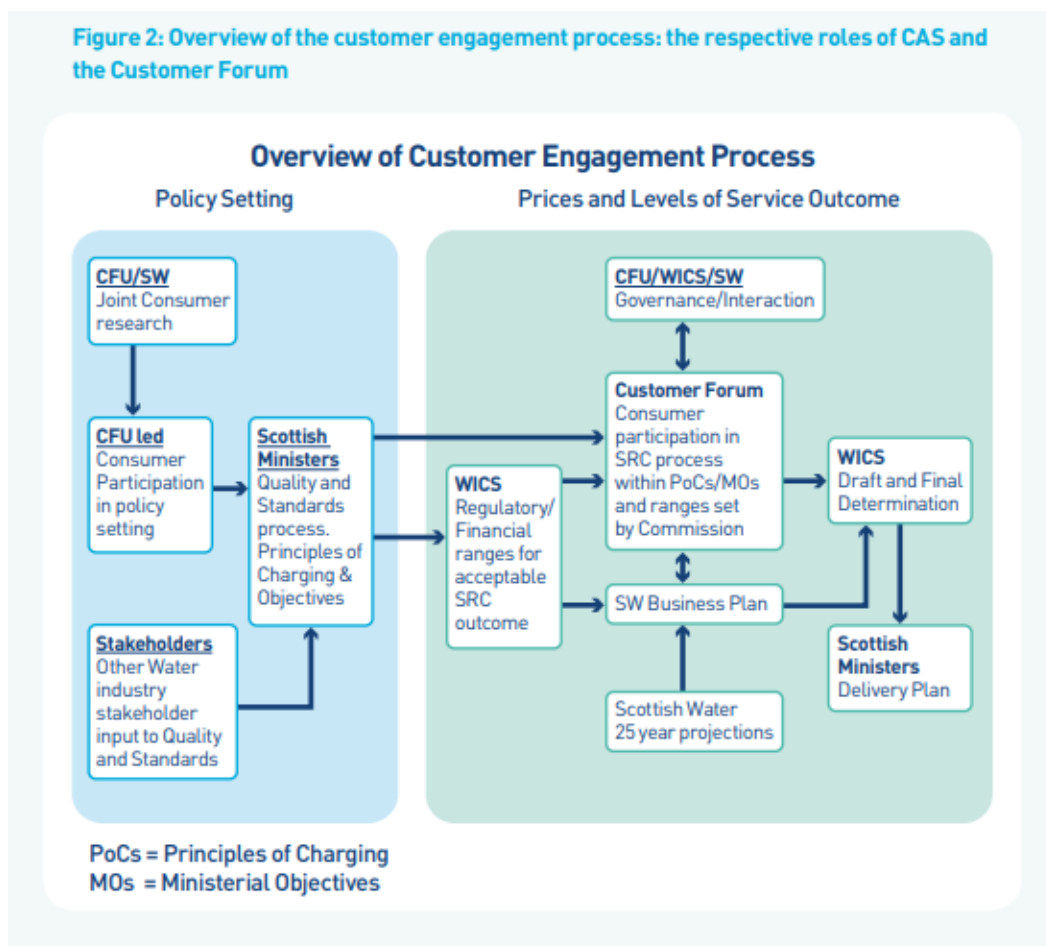 Figure 2: Overview of the customer engagement process: the respective roles of CAS and
the Customer Forum
Overview of Customer Engagement Process
Policy Setting
Prices and Levels of Service Outcome
CFU/SW
Joint Consumer
research
CFU led
Consumer
Participation
in policy
setting
Scottish
Ministers
Quality and
Standards
process.
Principles of
Charging &
Objectives
Stakeholders
Other Water
industry
stakeholder
input to Quality
and Standards
CFU/WICS/SW
Governance/Interaction
WICS
Regulatory/
Financial
ranges for
acceptable
SRC
outcome
Customer Forum
Consumer
participation in
SRC process
within PoCs/MOs
and ranges set
by Commission
SW Business Plan
Scottish Water
25 year projections
WICS
Draft and Final
Determination
Scottish
Ministers
Delivery Plan
PoCs = Principles of Charging
MOs = Ministerial Objectives